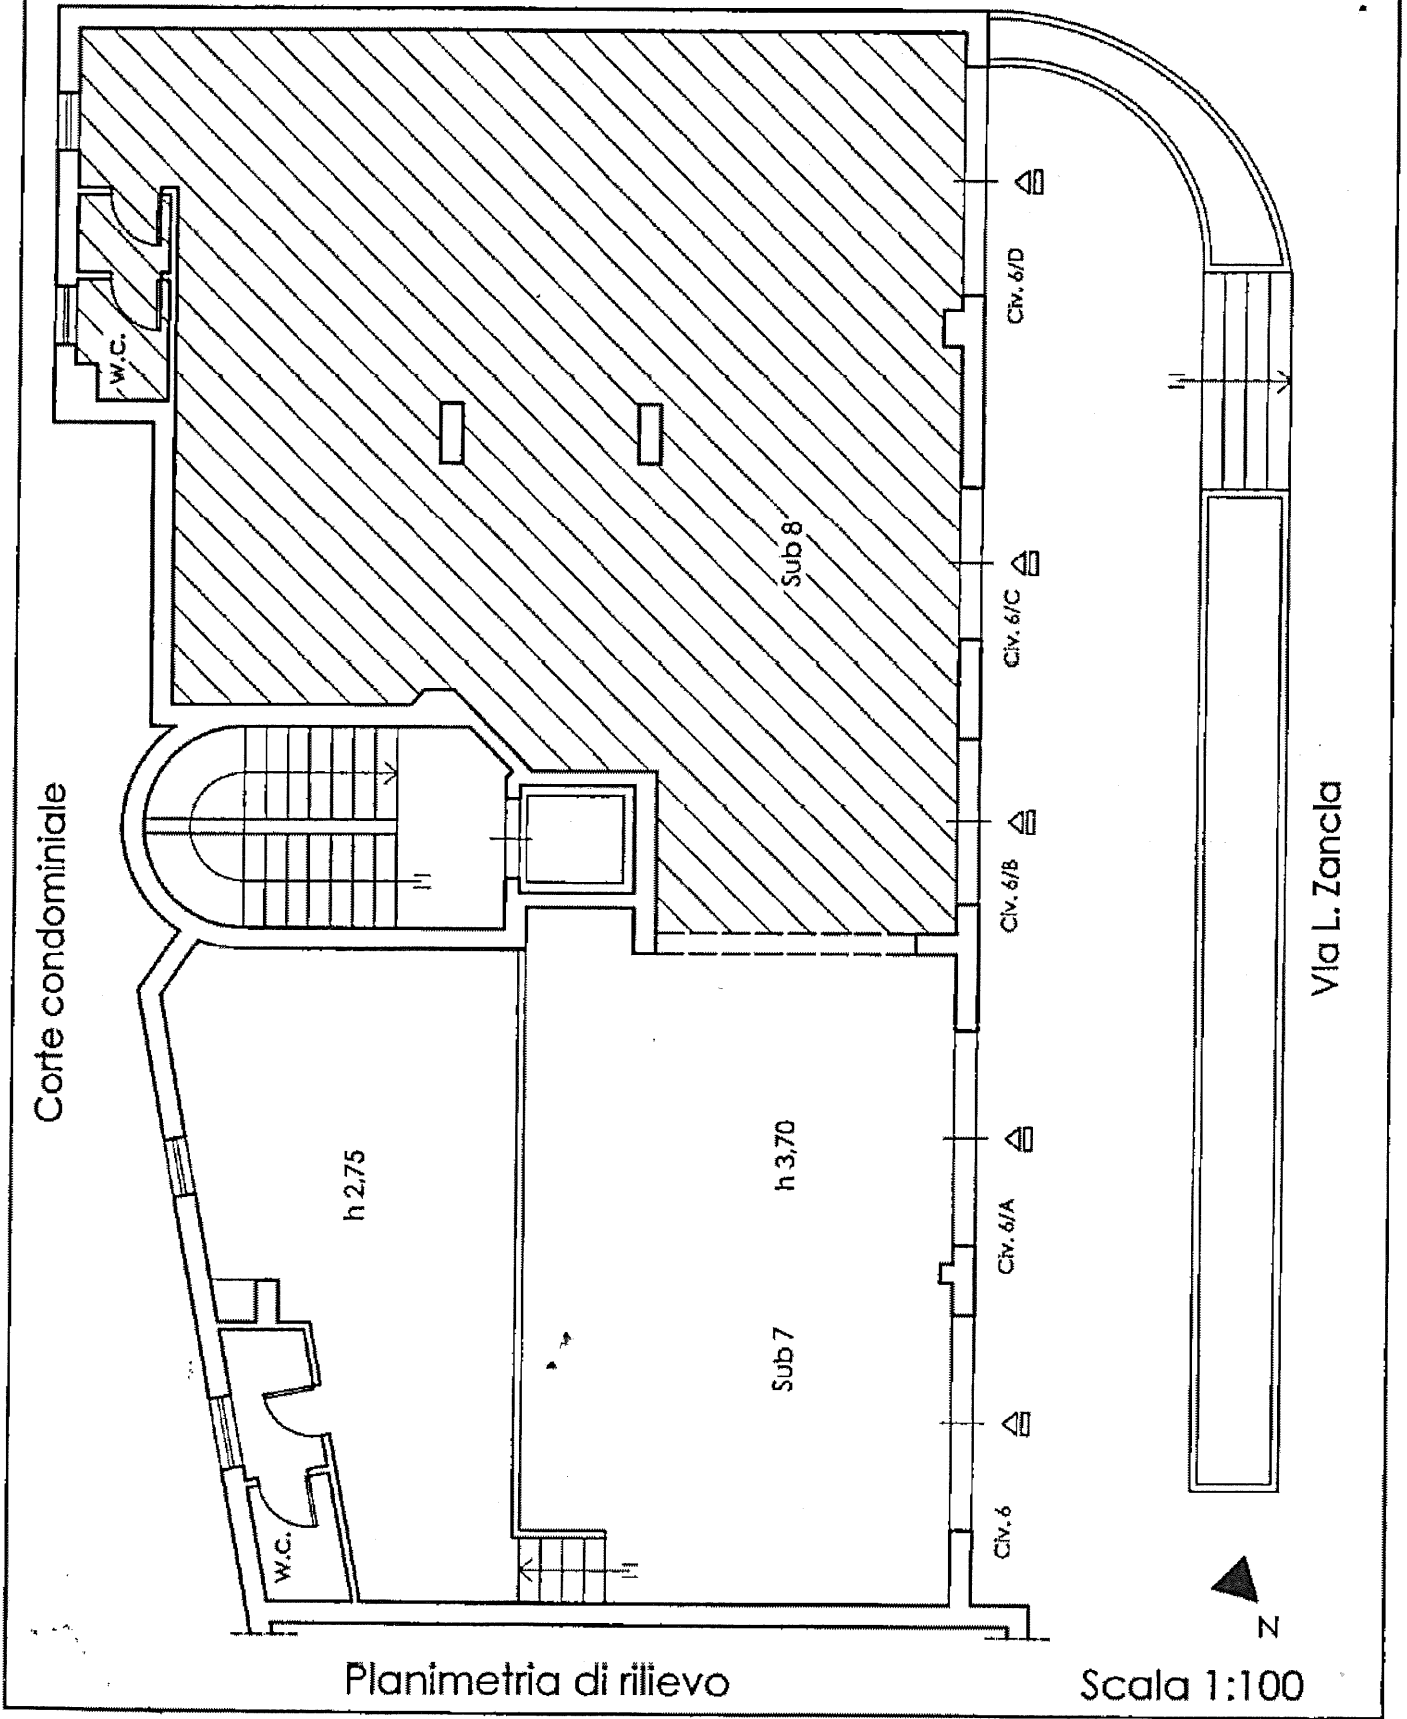 Corte condominiale
w.c.
w.c.
h 2,75
h 3,70
Sub 7
Sub 8
Civ. 6
Civ. 6/A
Civ. 6/B
Civ. 6/C
Civ. 6/D
Via L. Zancla
N
Planimetria di rilievo
Scala 1:100